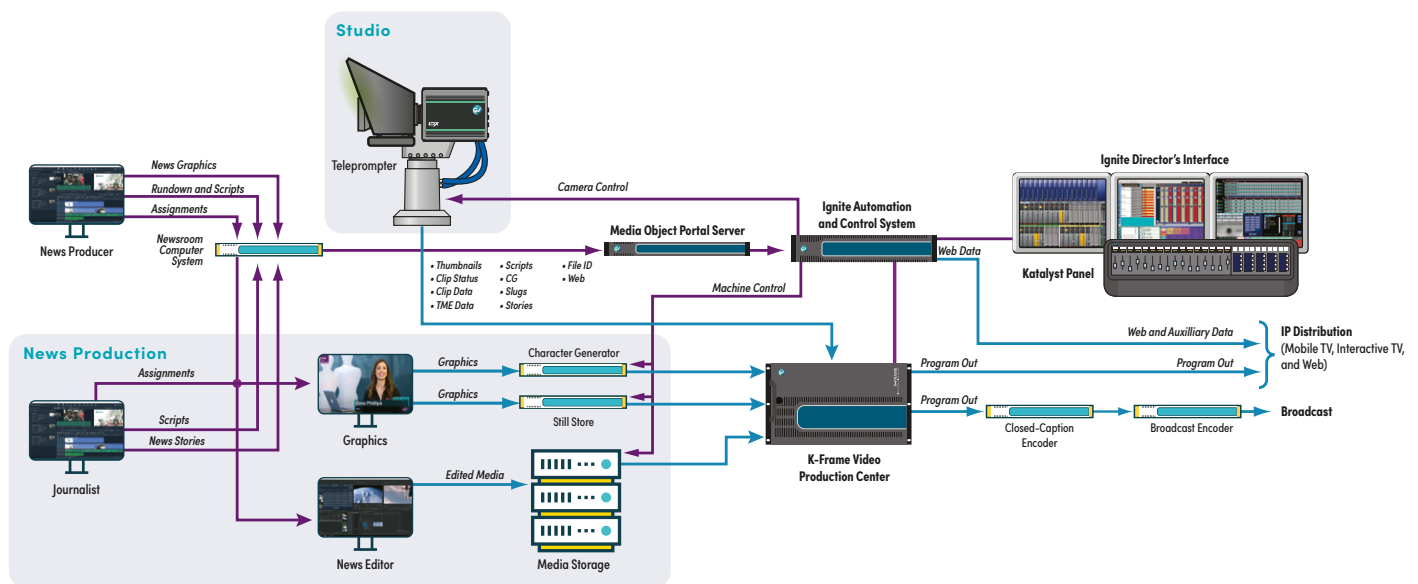 Studio
Teleprompter
News Graphics
Rundown and Scripts
Assignments
News Producer
Newsroom
Computer
System
Camera Control
Media Object Portal Server
Ignite Automation
and Control System
Ignite Director's Interface
Katalyst Panel
Web Data
• Thumbnails
• Clip Status
• Clip Data
• TME Data
• Scripts
• CG
• Slugs
• Stories
• File ID
• Web
Machine Control
Web and Auxilliary Data
IP Distribution
(Mobile TV, Interactive TV,
and Web)
News Production
Assignments
Scripts
News Stories
Journalist
Graphics
Graphics
Graphics
Character Generator
Still Store
Edited Media
News Editor
Media Storage
K-Frame Video
Production Center
Program Out
Program Out
Program Out
Closed-Caption
Encoder
Broadcast Encoder
Broadcast